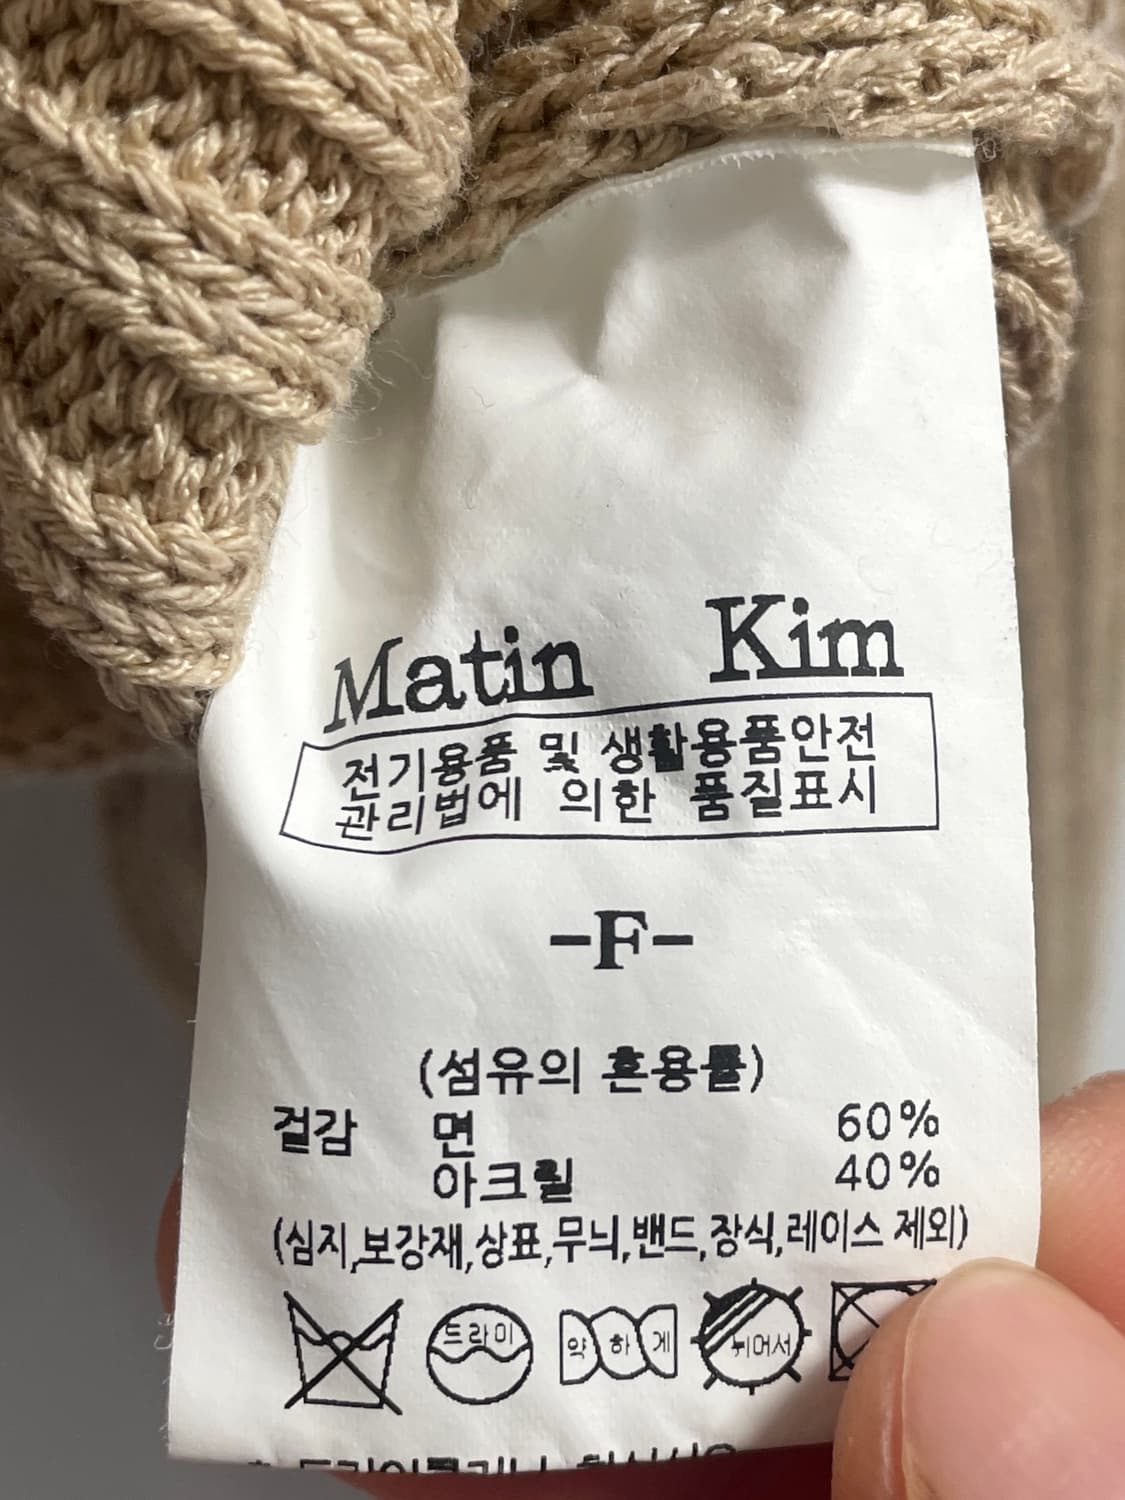 Matin Kim
전기용품 및 생활용품안전
관리법에 의한 품질표시
-F-
(섬유의 혼용률)
겉감 면 60%
아크릴 40%
(심지,보강재,상표,무늬,밴드,장식,레이스 제외)
드라이
약하게
뉘어서